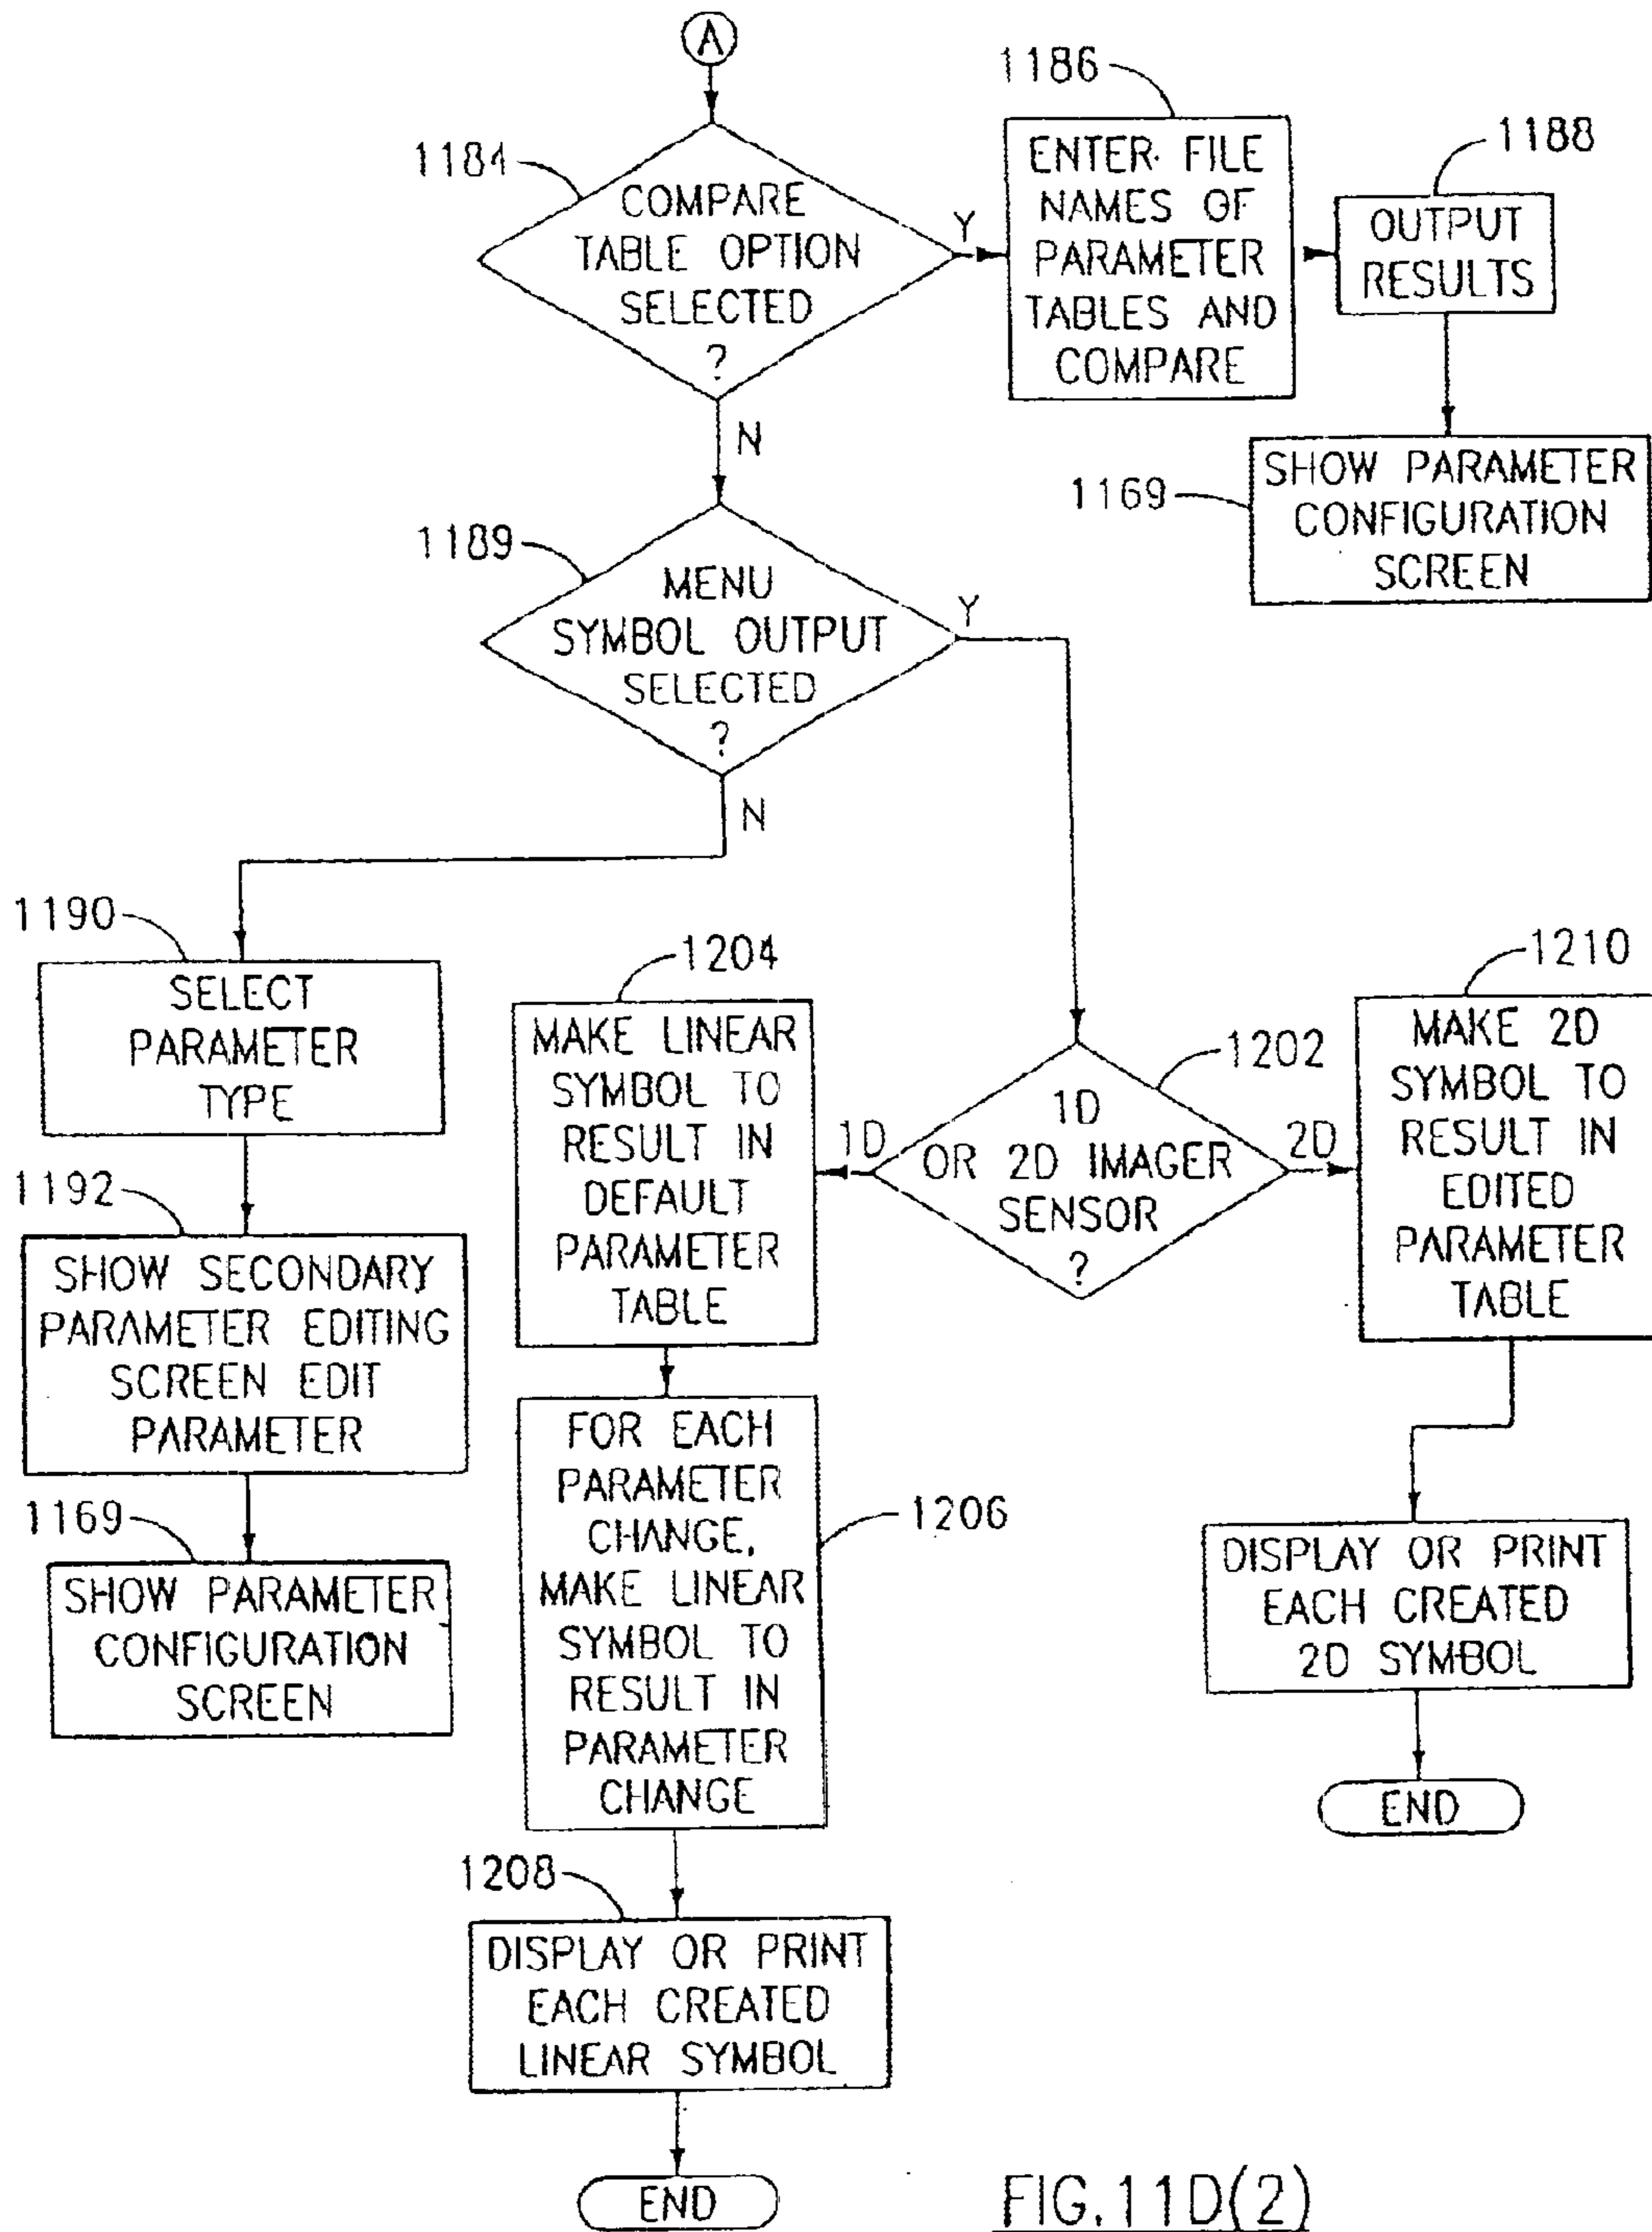 A
1184
COMPARE
TABLE OPTION
SELECTED
?
Y
N
1186
ENTER FILE
NAMES OF
PARAMETER
TABLES AND
COMPARE
1188
OUTPUT
RESULTS
1169
SHOW PARAMETER
CONFIGURATION
SCREEN
1189
MENU
SYMBOL OUTPUT
SELECTED
?
Y
N
1190
SELECT
PARAMETER
TYPE
1192
SHOW SECONDARY
PARAMETER EDITING
SCREEN EDIT
PARAMETER
1169
SHOW PARAMETER
CONFIGURATION
SCREEN
1202
1D
OR 2D IMAGER
SENSOR
?
1D
2D
1204
MAKE LINEAR
SYMBOL TO
RESULT IN
DEFAULT
PARAMETER
TABLE
1206
FOR EACH
PARAMETER
CHANGE,
MAKE LINEAR
SYMBOL TO
RESULT IN
PARAMETER
CHANGE
1208
DISPLAY OR PRINT
EACH CREATED
LINEAR SYMBOL
END
1210
MAKE 2D
SYMBOL TO
RESULT IN
EDITED
PARAMETER
TABLE
DISPLAY OR PRINT
EACH CREATED
2D SYMBOL
END
FIG.11D(2)